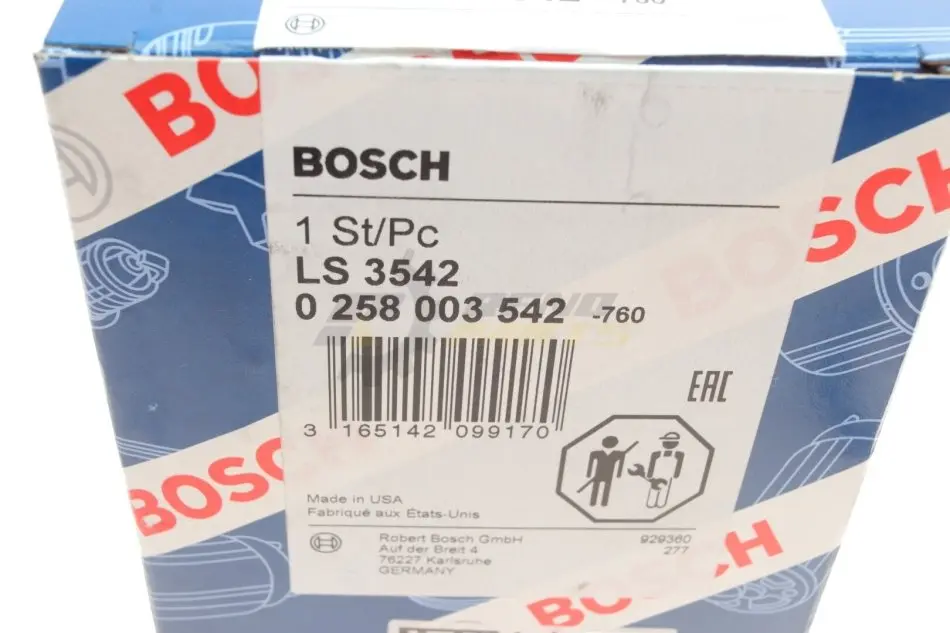 -760
BOSCH
BOSCH
BOSCH
1 St/Pc
LS 3542
0 258 003 542 -760
3 165142 099170
EAC
Made in USA
Fabriqué aux États-Unis
Robert Bosch GmbH
Auf der Breit 4
76227 Karlsruhe
GERMANY
929360
277
BOSCH
BOSCH